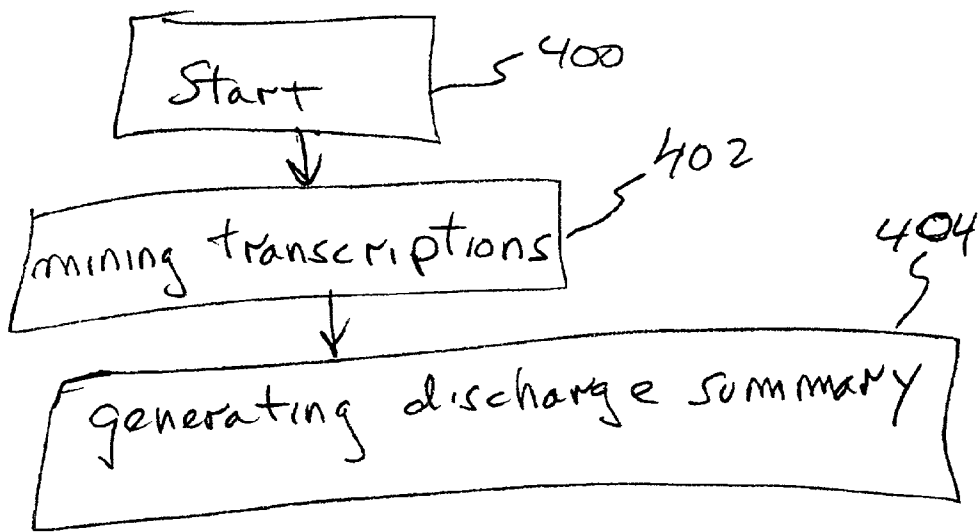 Start
400
402
mining transcriptions
404
generating discharge summary